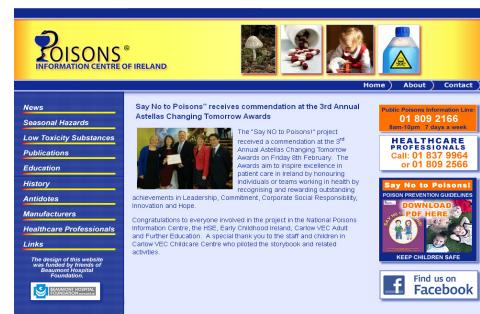 Poisons ®
INFORMATION CENTRE OF IRELAND
Home
About
Contact
News
Seasonal Hazards
Low Toxicity Substances
Publications
Education
History
Antidotes
Manufacturers
Healthcare Professionals
Links
The design of this website
was funded by friends of
Beaumont Hospital
Foundation.
BEAUMONT HOSPITAL
FOUNDATION
Say No to Poisons" receives commendation at the 3rd Annual
Astellas Changing Tomorrow Awards
The "Say NO to Poisons!" project
received a commendation at the 3rd
Annual Astellas Changing Tomorrow
Awards on Friday 8th February. The
Awards aim to inspire excellence in
patient care in Ireland by honouring
individuals or teams working in health by
recognising and rewarding outstanding
achievements in Leadership, Commitment, Corporate Social Responsibility,
Innovation and Hope.
Congratulations to everyone involved in the project in the National Poisons
Information Centre, the HSE, Early Childhood Ireland, Carlow VEC Adult
and Further Education. A special thank you to the staff and children in
Carlow VEC Childcare Centre who piloted the storybook and related
activities.
Public Poisons Information Line:
01 809 2166
8am-10pm 7 days a week
HEALTHCARE
PROFESSIONALS
Call: 01 837 9964
or 01 809 2566
Say No to Poisons!
POISON PREVENTION GUIDELINES
DOWNLOAD
PDF HERE
KEEP CHILDREN SAFE
f
Find us on
Facebook